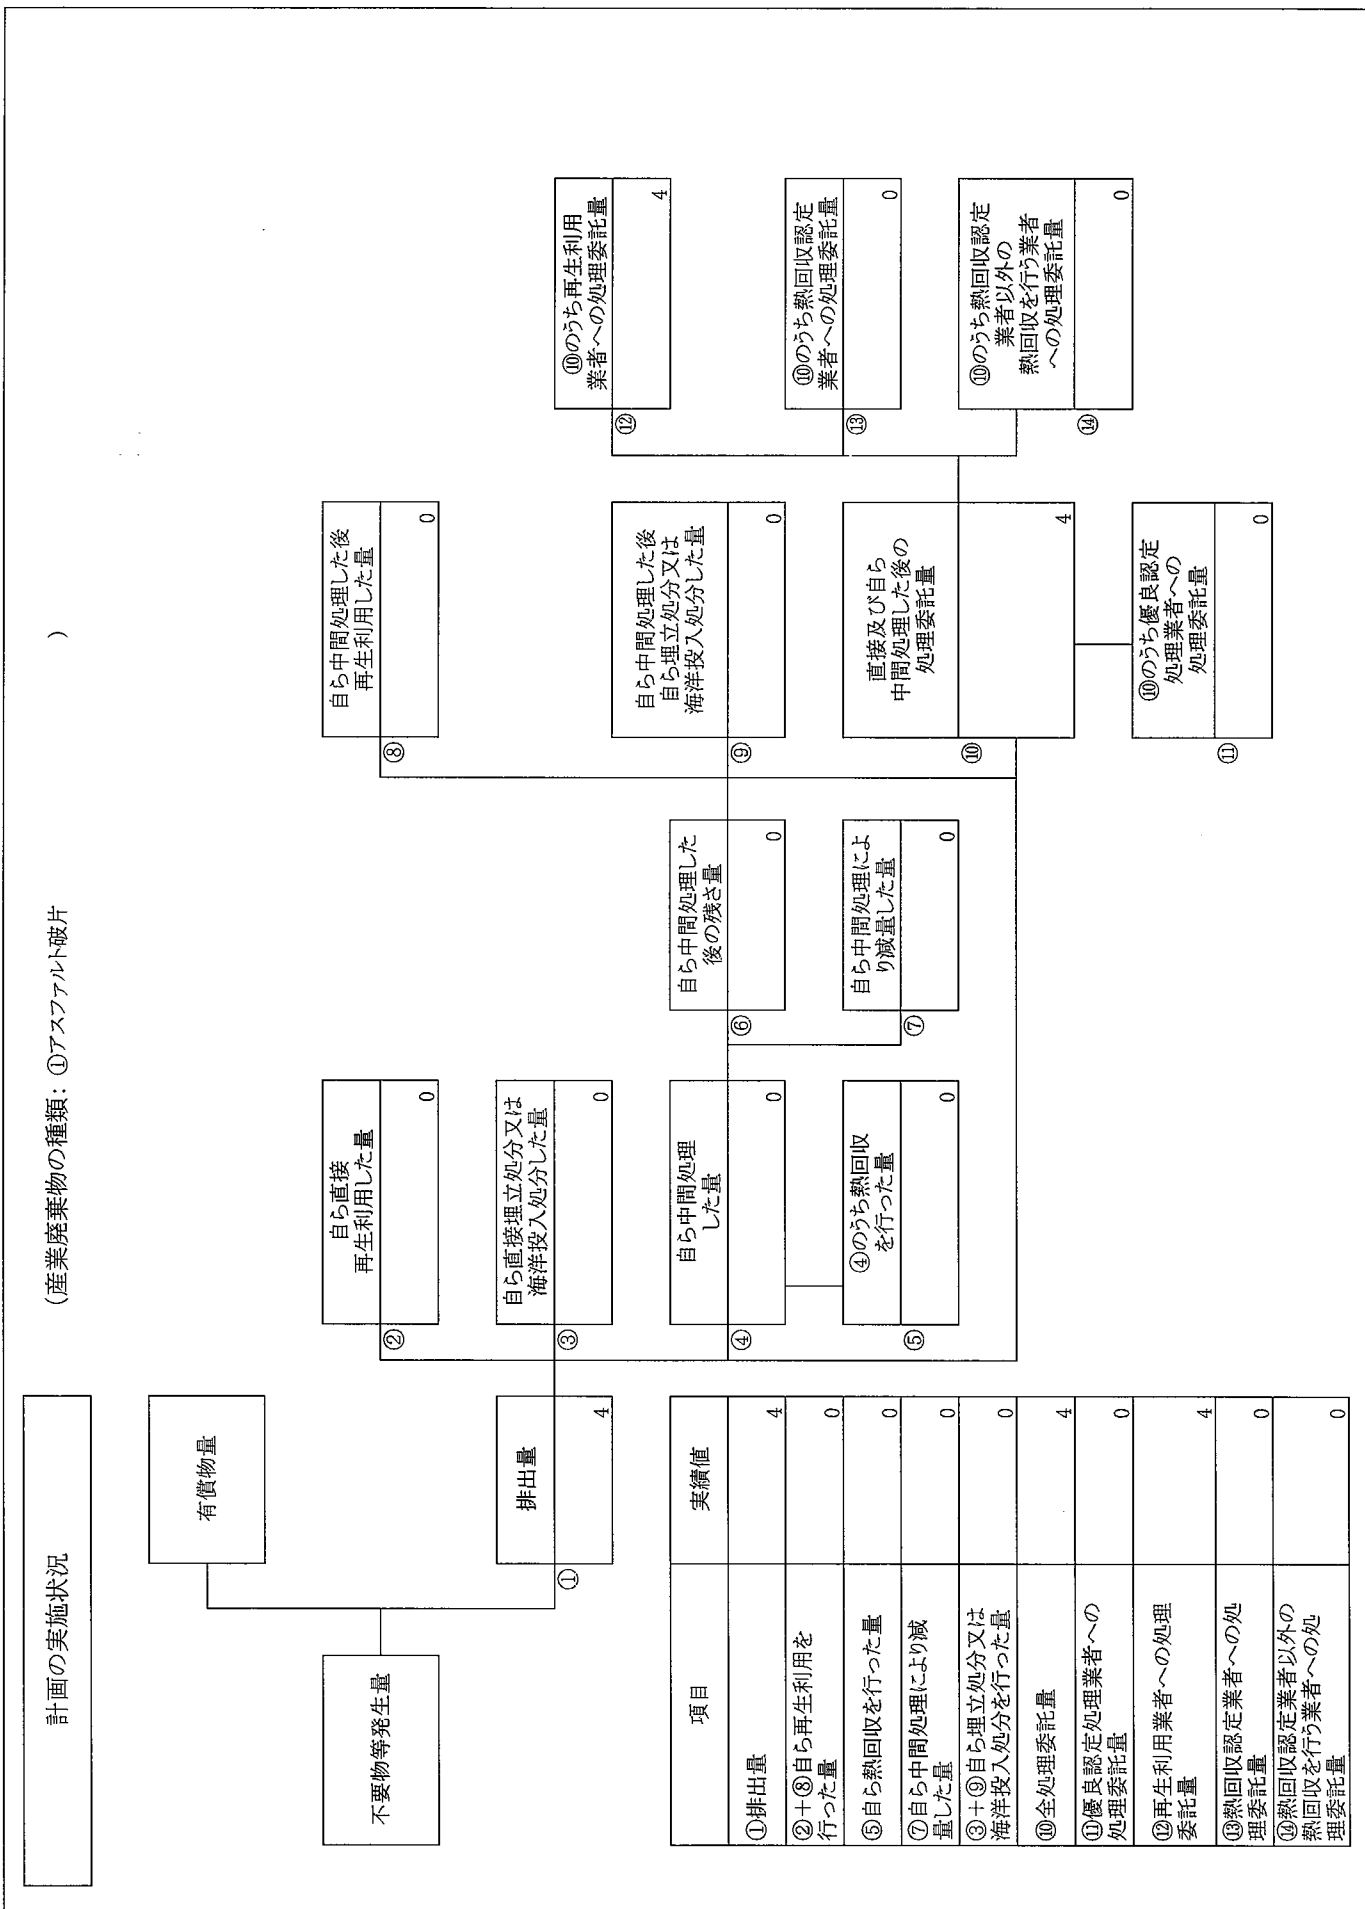 計画の実施状況
(産業廃棄物の種類：①アスファルト破片
)
有償物量
不要物等発生量
①
排出量
4
②
自ら直接
再生利用した量
0
③
自ら直接埋立処分又は
海洋投入処分した量
0
④
自ら中間処理
した量
0
⑤
④のうち熱回収
を行った量
0
⑥
自ら中間処理した
後の残さ量
0
⑦
自ら中間処理によ
り減量した量
0
⑧
自ら中間処理した後
再生利用した量
0
⑨
自ら中間処理した後
自ら埋立処分又は
海洋投入処分した量
0
⑩
直接及び自ら
中間処理した後の
処理委託量
4
⑪
⑩のうち優良認定
処理業者への
処理委託量
0
⑫
⑩のうち再生利用
業者への処理委託量
4
⑬
⑩のうち熱回収認定
業者への処理委託量
0
⑭
⑩のうち熱回収認定
業者以外の
熱回収を行う業者
への処理委託量
0
項目 実績値
①排出量 4
②＋⑧自ら再生利用を
行った量 0
⑤自ら熱回収を行った量 0
⑦自ら中間処理により減
量した量 0
③＋⑨自ら埋立処分又は
海洋投入処分を行った量 0
⑩全処理委託量 4
⑪優良認定処理業者への
処理委託量 0
⑫再生利用業者への処理
委託量 4
⑬熱回収認定業者への処
理委託量 0
⑭熱回収認定業者以外の
熱回収を行う業者への処
理委託量 0